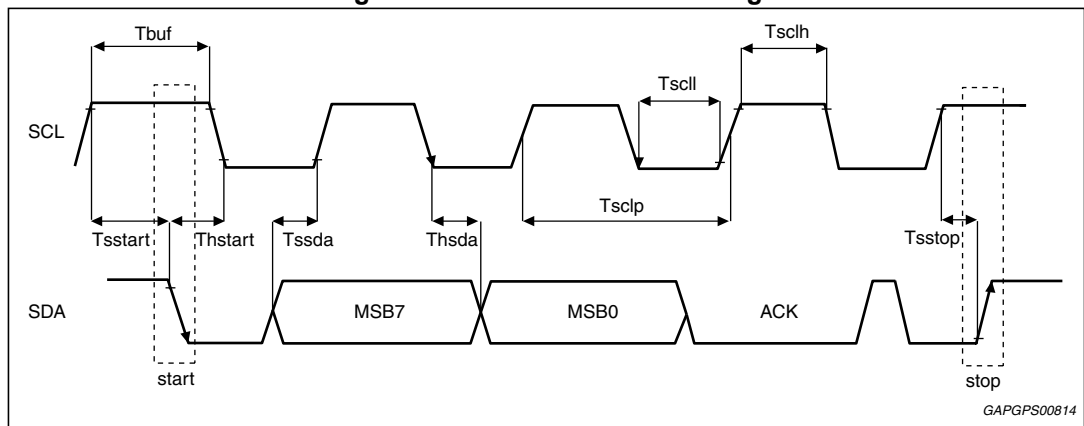 Tbuf
Tsclh
Tscll
SCL
Tsclp
Tsstart
Thstart
Tssda
Thsda
Tsstop
SDA
MSB7
MSB0
ACK
start
stop
GAPGPS00814